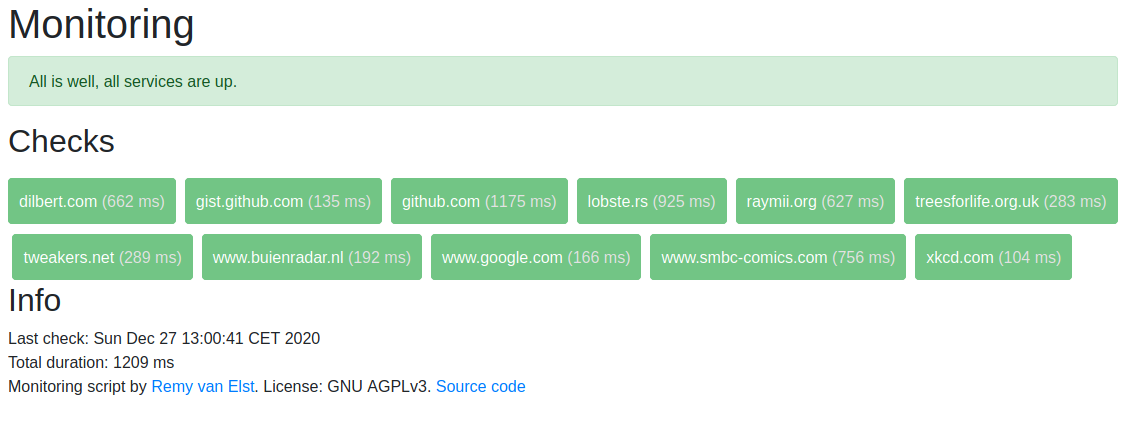 Monitoring
All is well, all services are up.
Checks
dilbert.com (662 ms) gist.github.com (135 ms) github.com (1175 ms) lobste.rs (925 ms) raymii.org (627 ms) treesforlife.org.uk (283 ms)
tweakers.net (289 ms) www.buienradar.nl (192 ms) www.google.com (166 ms) www.smbc-comics.com (756 ms) xkcd.com (104 ms)
Info
Last check: Sun Dec 27 13:00:41 CET 2020
Total duration: 1209 ms
Monitoring script by Remy van Elst. License: GNU AGPLv3. Source code